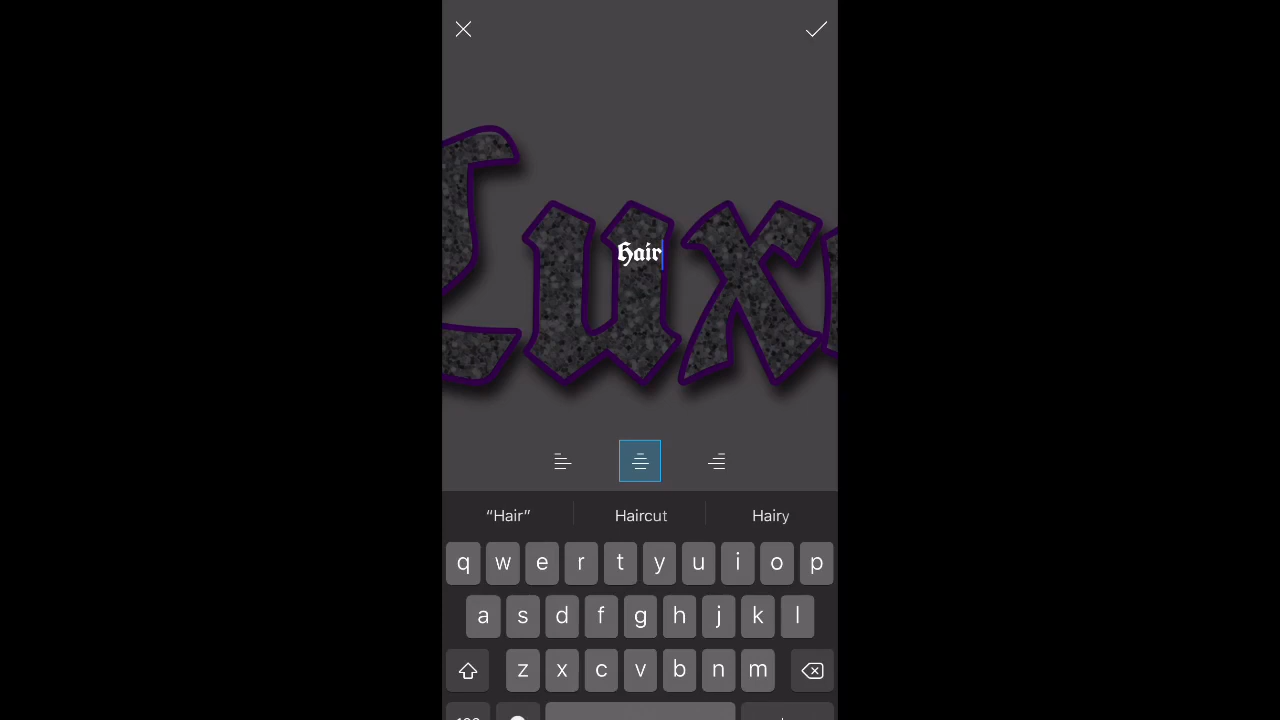 Lux
Hair
“Hair” Haircut Hairy
q w e r t y u i o p
a s d f g h j k l
z x c v b n m